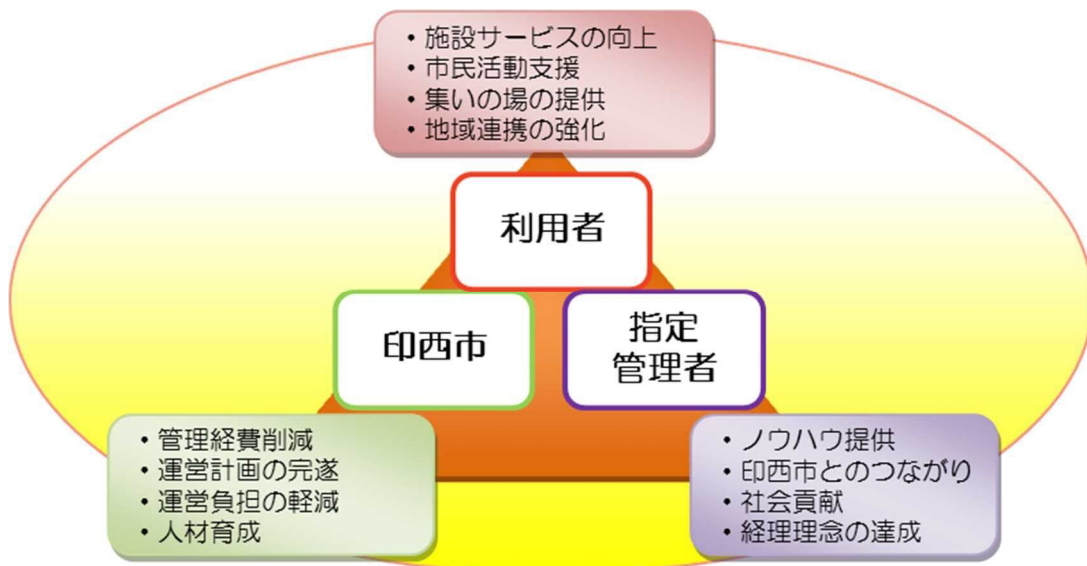 ・施設サービスの向上
・市民活動支援
・集いの場の提供
・地域連携の強化
利用者
印西市
指定
管理者
・管理経費削減
・運営計画の完遂
・運営負担の軽減
・人材育成
・ノウハウ提供
・印西市とのつながり
・社会貢献
・経理理念の達成